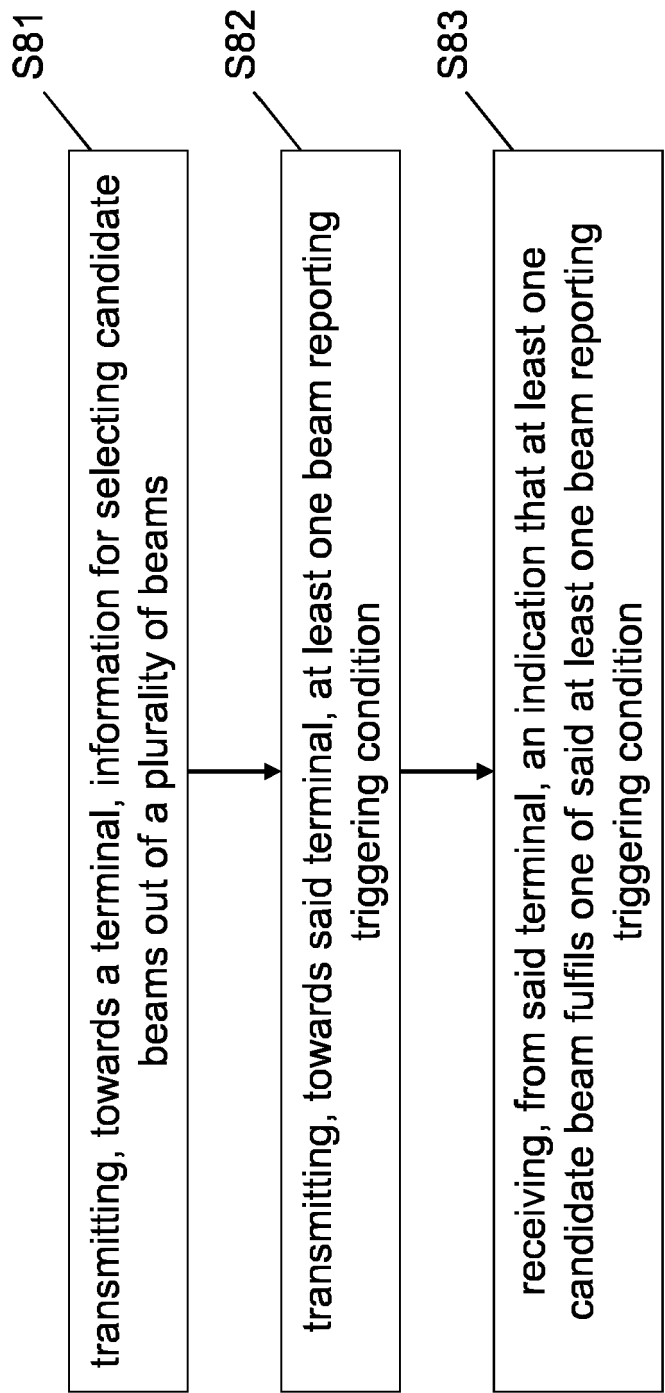 S81
transmitting, towards a terminal, information for selecting candidate
beams out of a plurality of beams
S82
transmitting, towards said terminal, at least one beam reporting
triggering condition
S83
receiving, from said terminal, an indication that at least one
candidate beam fulfils one of said at least one beam reporting
triggering condition